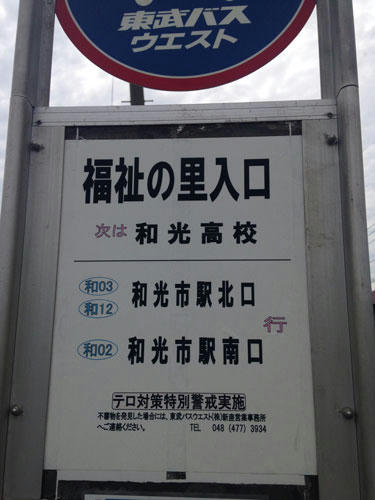 東武バス
ウエスト
福祉の里入口
次は 和光高校
和03
和12
和光市駅北口
行
和02
和光市駅南口
テロ対策特別警戒実施
不審物を発見した場合には、東武バスウエスト(株)新座営業事務所
へご連絡ください。 TEL 048 (477) 3934